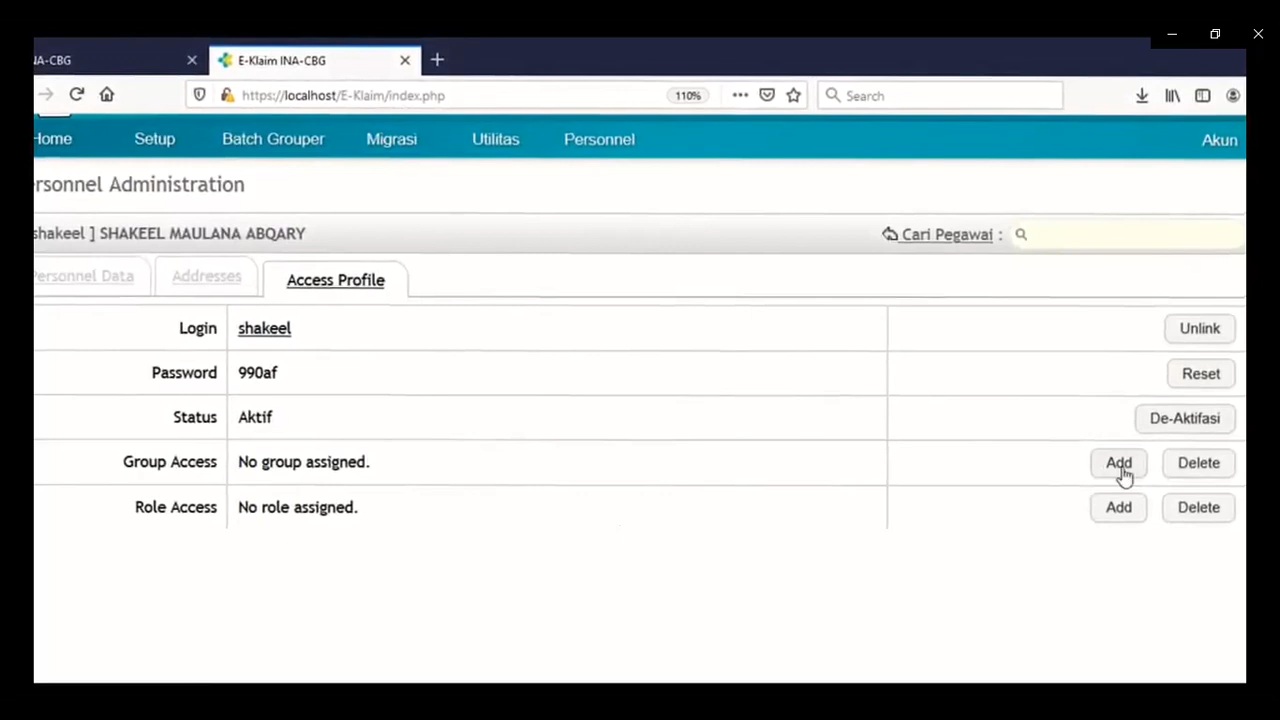 NA-CBG
E-Klaim INA-CBG
https://localhost/E-Klaim/index.php
110%
Search
Home Setup Batch Grouper Migrasi Utilitas Personnel Akun
ersonnel Administration
shakeel ] SHAKEEL MAULANA ABQARY
Cari Pegawai :
Personnel Data Addresses Access Profile
Login shakeel Unlink
Password 990af Reset
Status Aktif De-Aktifasi
Group Access No group assigned. Add Delete
Role Access No role assigned. Add Delete